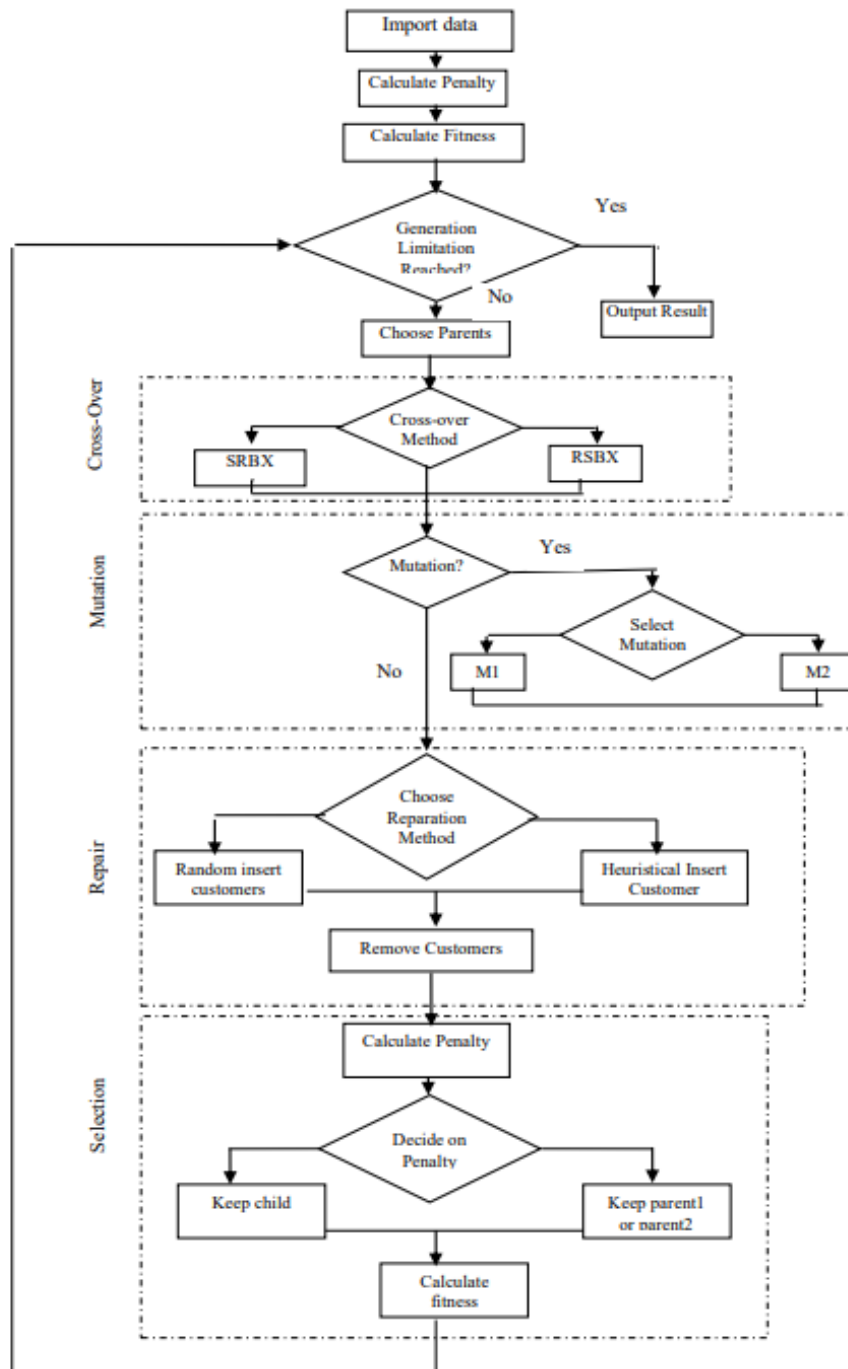 Import data
Calculate Penalty
Calculate Fitness
Yes
Generation
Limitation
Reached?
No
Output Result
Choose Parents
Cross-Over
Cross-over
Method
SRBX
RSBX
Mutation
Mutation?
Yes
Select
Mutation
No
M1
M2
Repair
Choose
Reparation
Method
Random insert
customers
Heuristical Insert
Customer
Remove Customers
Selection
Calculate Penalty
Decide on
Penalty
Keep child
Keep parent1
or parent2
Calculate
fitness